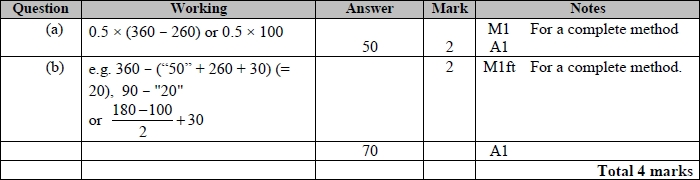 Question Working Answer Mark Notes
(a) 0.5 × (360 – 260) or 0.5 × 100 M1 For a complete method
50 2 A1
(b) e.g. 360 – (“50” + 260 + 30) (= 2 M1ft For a complete method.
20), 90 – "20"
or (180 – 100)/2 + 30
70 A1
Total 4 marks